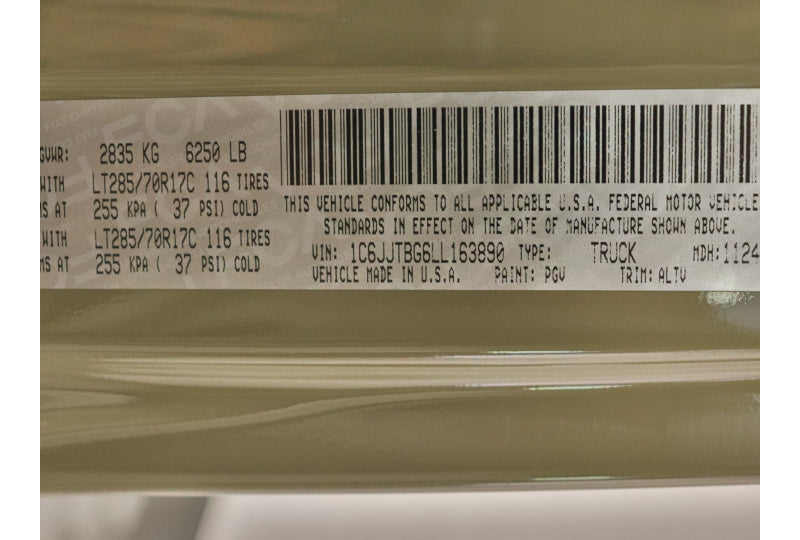 GVWR: 2835 KG 6250 LB
WITH LT285/70R17C 116 TIRES
MS AT 255 KPA ( 37 PSI) COLD
WITH LT285/70R17C 116 TIRES
MS AT 255 KPA ( 37 PSI) COLD
THIS VEHICLE CONFORMS TO ALL APPLICABLE U.S.A. FEDERAL MOTOR VEHICLE
STANDARDS IN EFFECT ON THE DATE OF MANUFACTURE SHOWN ABOVE.
VIN: 1C6JJTBG6LL163890 TYPE: TRUCK MDH:1124
VEHICLE MADE IN U.S.A. PAINT: PGV TRIM: ALTV